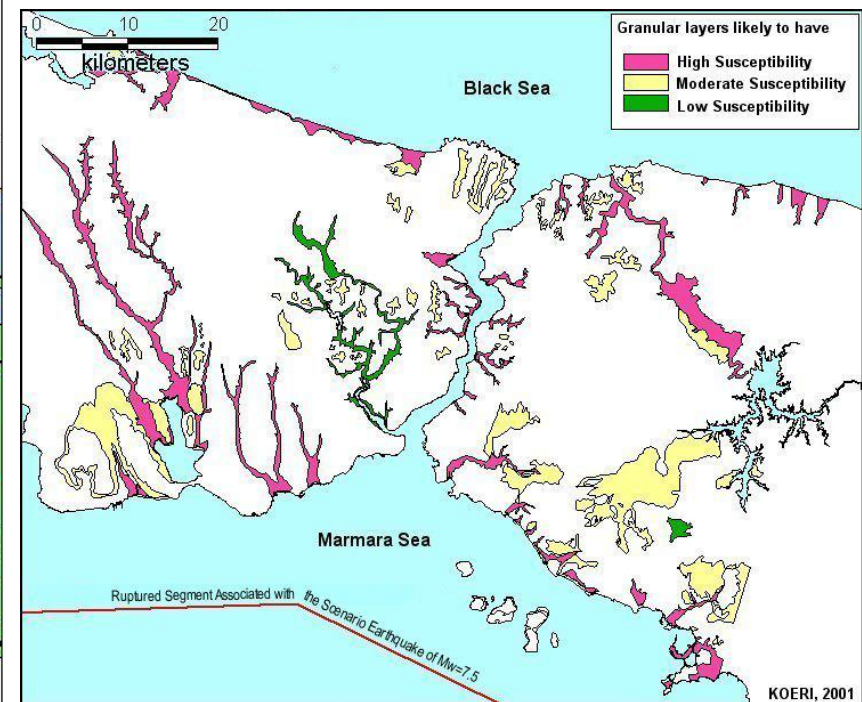 0 10 20
kilometers
Granular layers likely to have
High Susceptibility
Moderate Susceptibility
Low Susceptibility
Black Sea
Marmara Sea
Ruptured Segment Associated with the Scenario Earthquake of Mw=7.5
KOERI, 2001